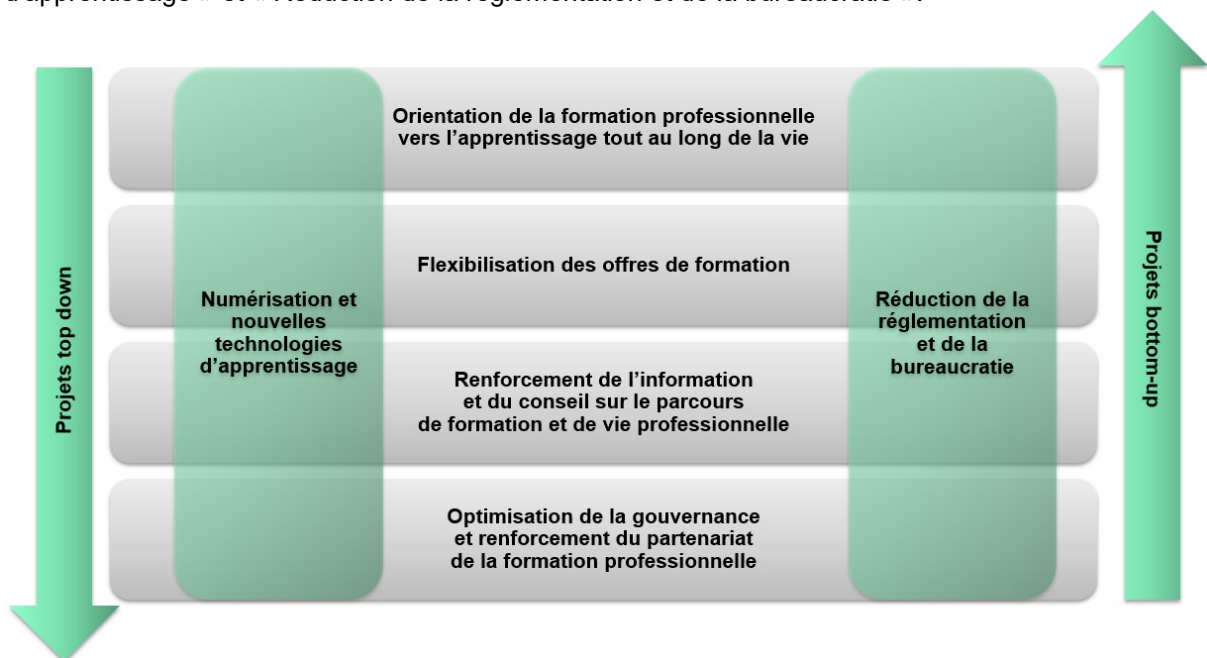 d'apprentissage » et « Réduction de la réglementation et de la bureaucratie ».
Projets top down
Numérisation et
nouvelles
technologies
d'apprentissage
Orientation de la formation professionnelle
vers l'apprentissage tout au long de la vie
Flexibilisation des offres de formation
Renforcement de l'information
et du conseil sur le parcours
de formation et de vie professionnelle
Optimisation de la gouvernance
et renforcement du partenariat
de la formation professionnelle
Réduction de la
réglementation
et de la
bureaucratie
Projets bottom-up